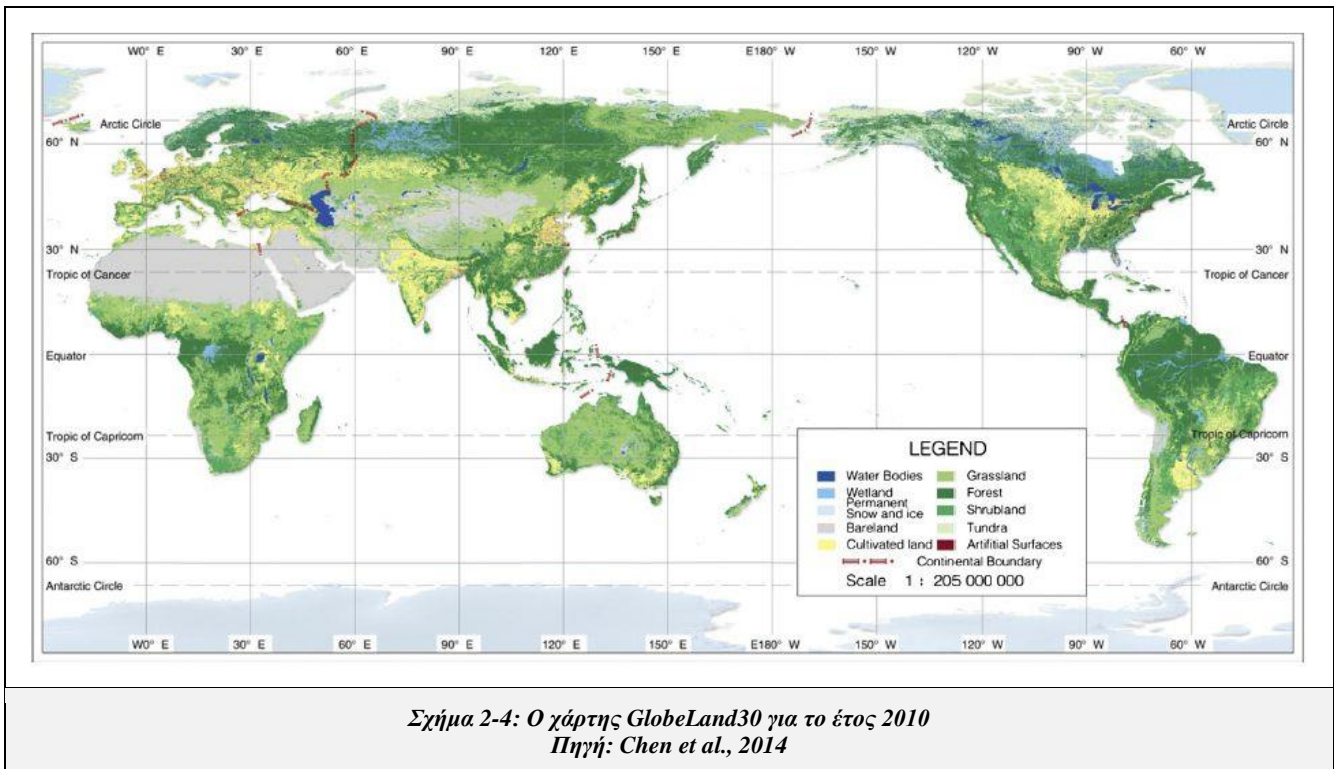 W0° E 30° E 60° E 90° E 120° E 150° E E180° W 150° W 120° W 90° W 60° W
Arctic Circle Arctic Circle
60° N 60° N
30° N 30° N
Tropic of Cancer Tropic of Cancer
Equator Equator
Tropic of Capricorn Tropic of Capricorn
30° S 30° S
LEGEND
Water Bodies Grassland
Wetland Forest
Permanent
Snow and ice Shrubland
Bareland Tundra
Cultivated land Artifitial Surfaces
Continental Boundary
Scale 1 : 205 000 000
60° S 60° S
Antarctic Circle Antarctic Circle
W0° E 30° E 60° E 90° E 120° E 150° E E180° W 150° W 120° W 90° W 60° W
Σχήμα 2-4: Ο χάρτης GlobeLand30 για το έτος 2010
Πηγή: Chen et al., 2014